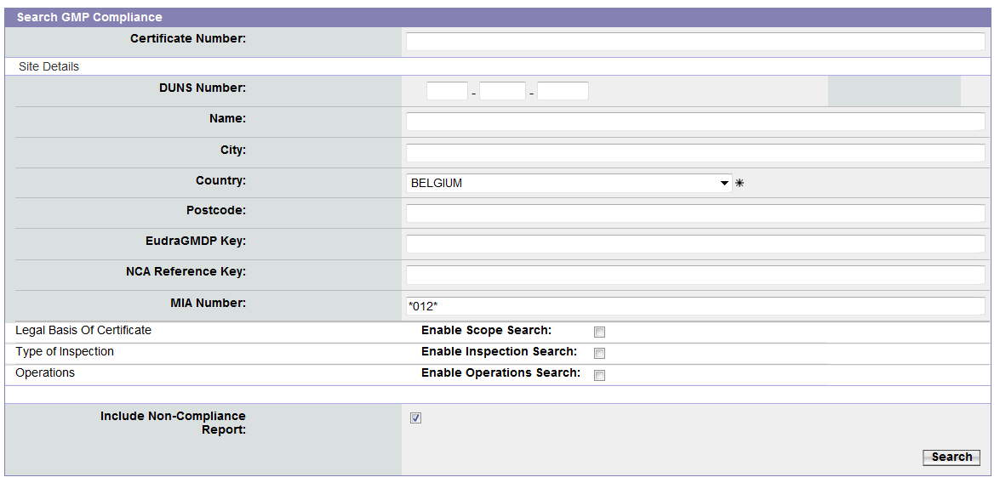 Search GMP Compliance
Certificate Number:
Site Details
DUNS Number: - -
Name:
City:
Country: BELGIUM *
Postcode:
EudraGMDP Key:
NCA Reference Key:
MIA Number: *012*
Legal Basis Of Certificate Enable Scope Search:
Type of Inspection Enable Inspection Search:
Operations Enable Operations Search:
Include Non-Compliance
Report:
Search